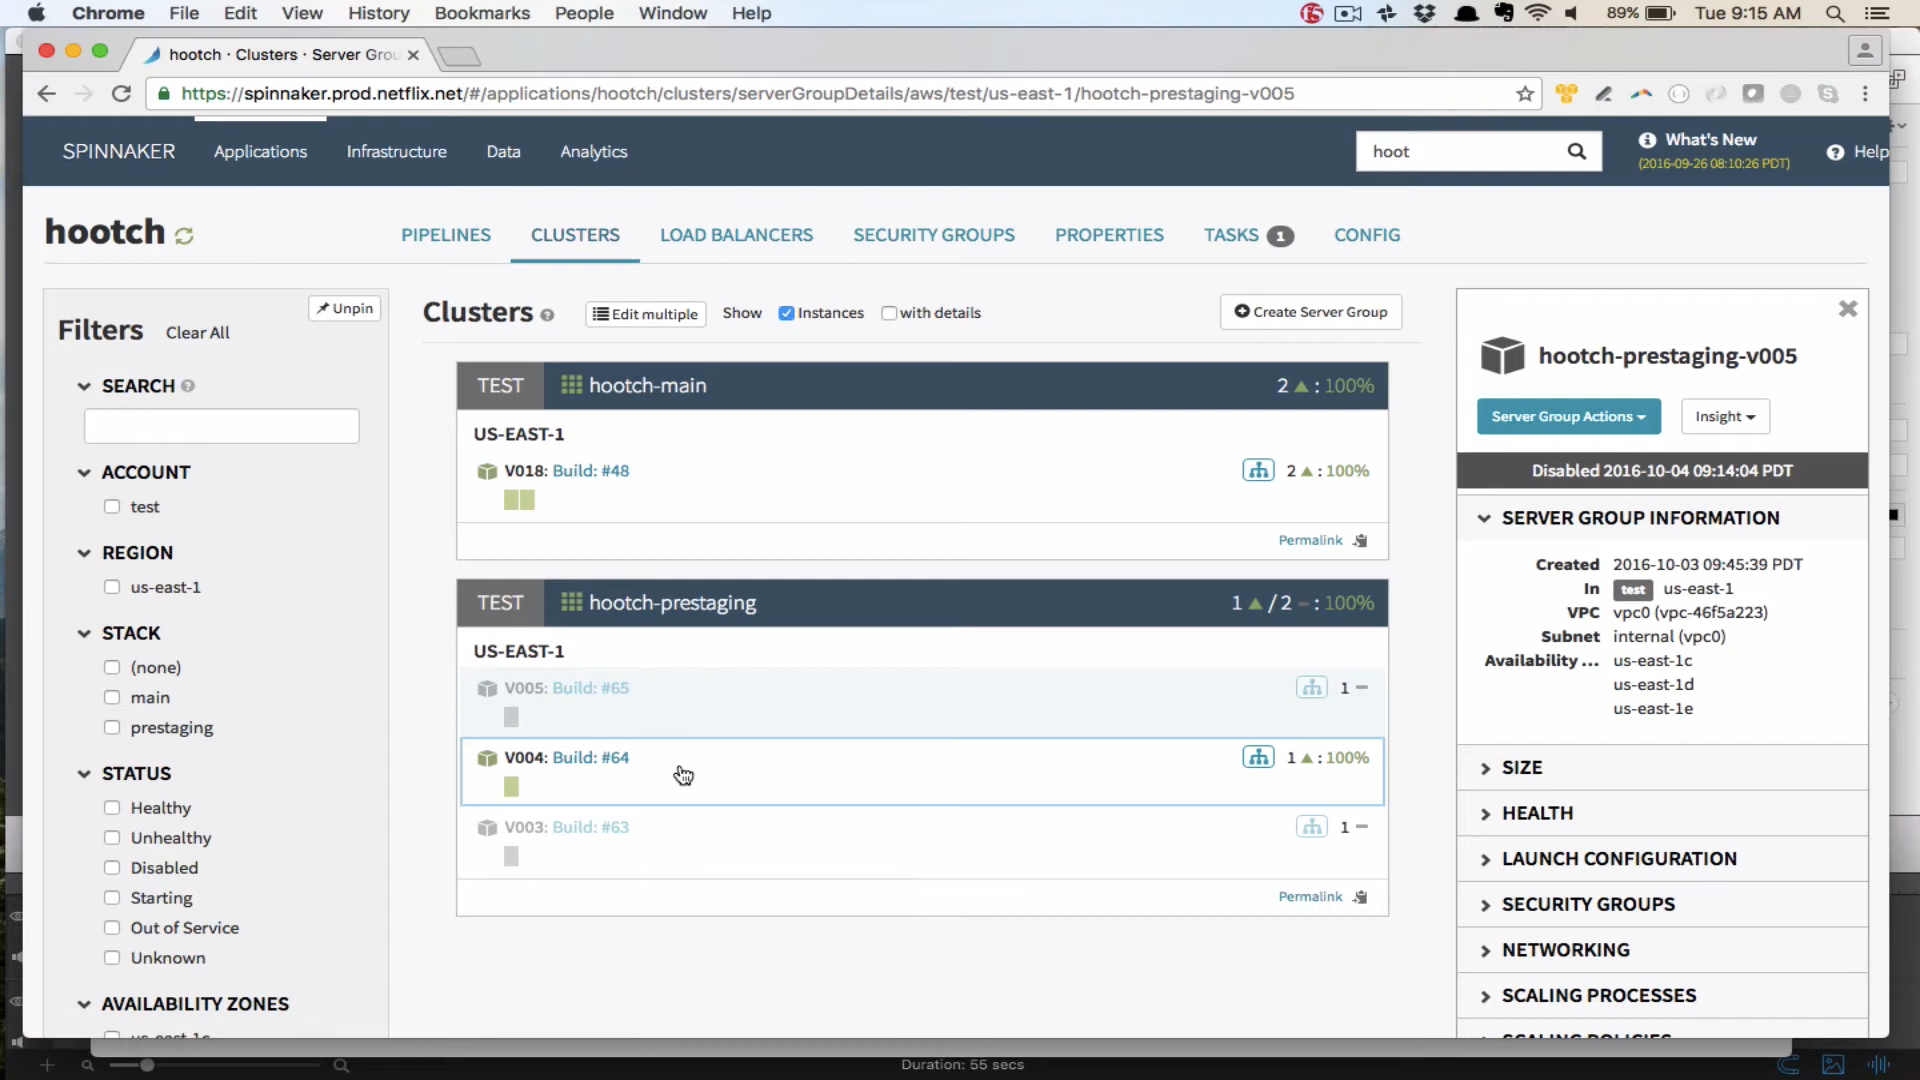 Chrome File Edit View History Bookmarks People Window Help 89% Tue 9:15 AM
hootch · Clusters · Server Grou
https://spinnaker.prod.netflix.net/#/applications/hootch/clusters/serverGroupDetails/aws/test/us-east-1/hootch-prestaging-v005
SPINNAKER Applications Infrastructure Data Analytics hoot What's New Help
(2016-09-26 08:10:26 PDT)
hootch PIPELINES CLUSTERS LOAD BALANCERS SECURITY GROUPS PROPERTIES TASKS 1 CONFIG
Unpin
Filters Clear All
SEARCH
ACCOUNT
test
REGION
us-east-1
STACK
(none)
main
prestaging
STATUS
Healthy
Unhealthy
Disabled
Starting
Out of Service
Unknown
AVAILABILITY ZONES
us-east-1c
Clusters Edit multiple Show Instances with details Create Server Group
TEST hootch-main 2 ▲ : 100%
US-EAST-1
V018: Build: #48 2 ▲ : 100%
Permalink
TEST hootch-prestaging 1 ▲ / 2 – : 100%
US-EAST-1
V005: Build: #65 1 –
V004: Build: #64 1 ▲ : 100%
V003: Build: #63 1 –
Permalink
hootch-prestaging-v005
Server Group Actions Insight
Disabled 2016-10-04 09:14:04 PDT
SERVER GROUP INFORMATION
Created 2016-10-03 09:45:39 PDT
In test us-east-1
VPC vpc0 (vpc-46f5a223)
Subnet internal (vpc0)
Availability ... us-east-1c
us-east-1d
us-east-1e
SIZE
HEALTH
LAUNCH CONFIGURATION
SECURITY GROUPS
NETWORKING
SCALING PROCESSES
SCALING POLICIES
Duration: 55 secs